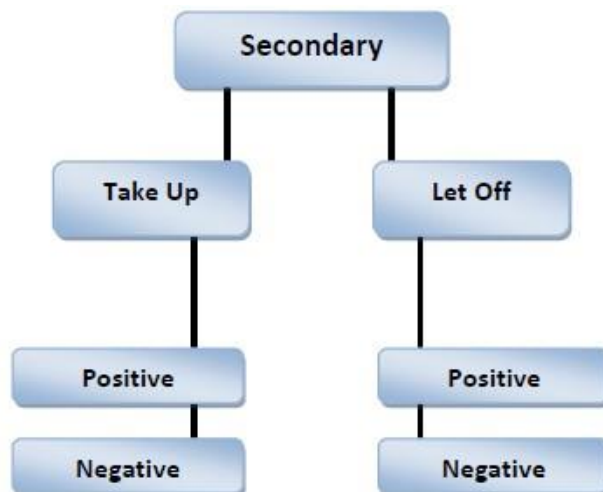 Secondary
Take Up
Let Off
Positive
Positive
Negative
Negative